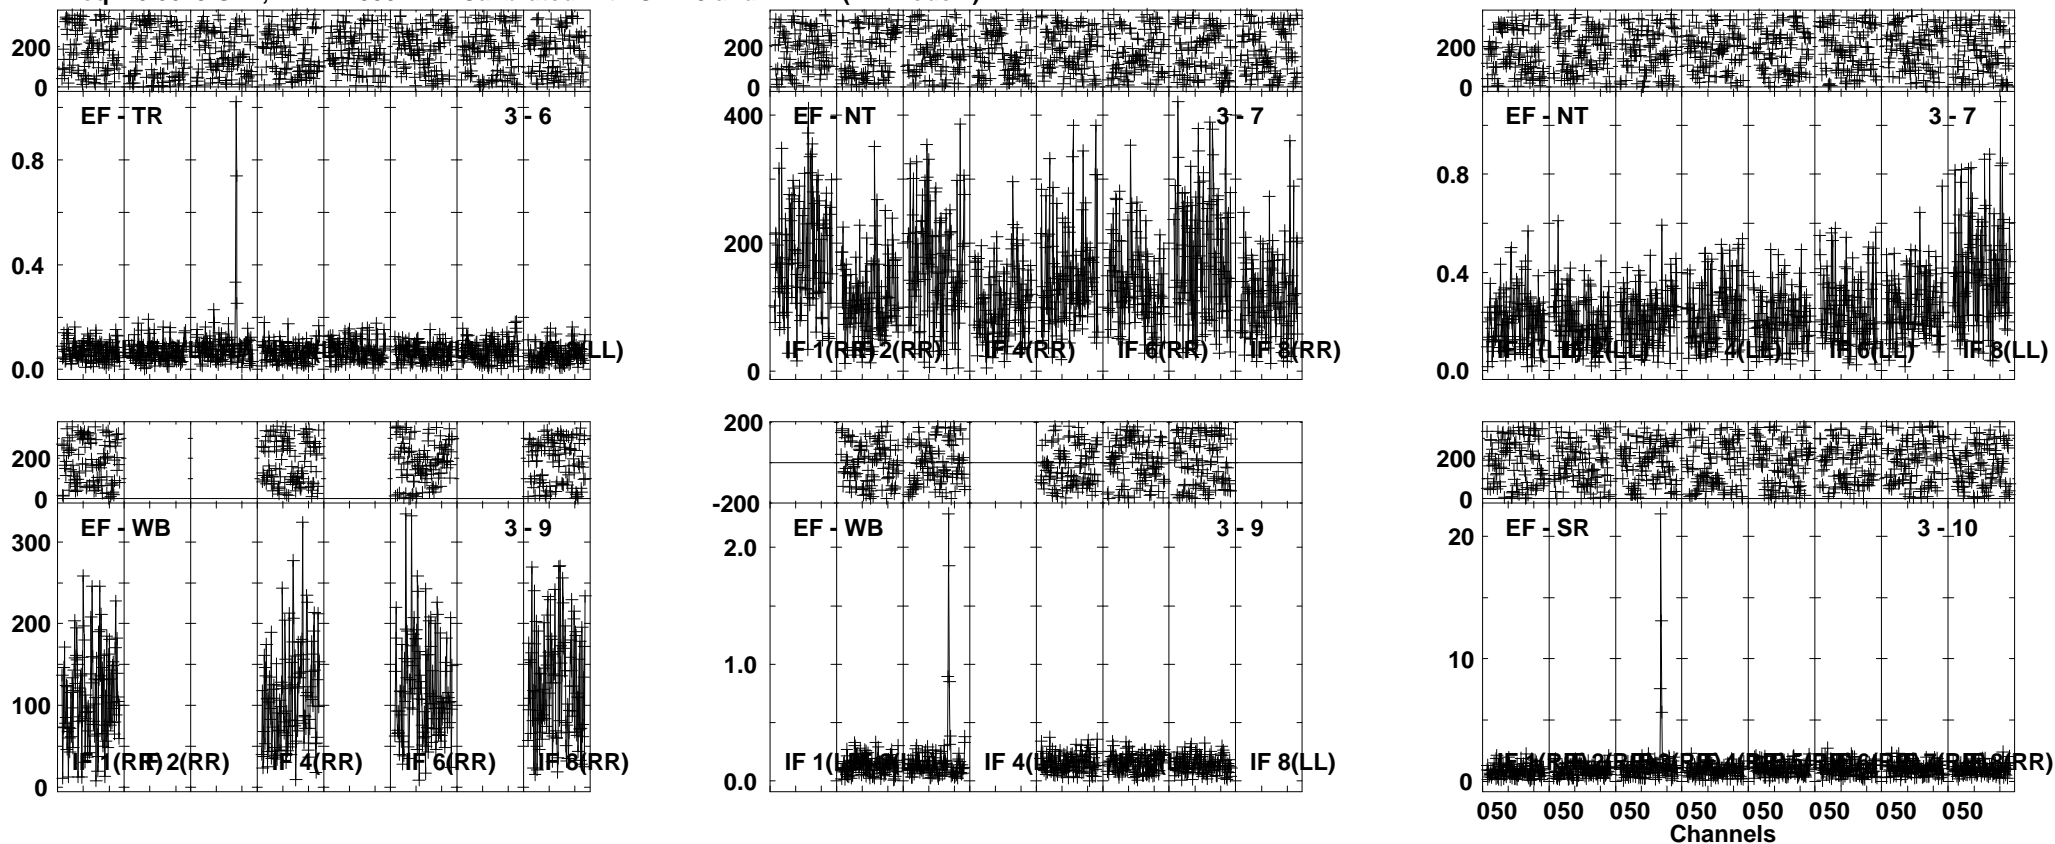 200 200 200
0 0 0
EF - TR 3 - 6 400 EF - NT 3 - 7 EF - NT 3 - 7
0.8 0.8
0.4 200 0.4
0.0 0 0.0
IF 1(RR) 2(RR) IF 4(RR) IF 6(RR) IF 8(RR)
2(LL) IF 4(LL) IF 6(LL) IF 8(LL)
200 200 200
0 -200 0
EF - WB 3 - 9 EF - WB 3 - 9 EF - SR 3 - 10
300 2.0 20
200 1.0 10
100
IF 1(RR) 2(RR) IF 4(RR) IF 6(RR) IF 8(RR)
IF 8(LL)
0 0.0 0
050 050 050 050 050 050 050 050
Channels